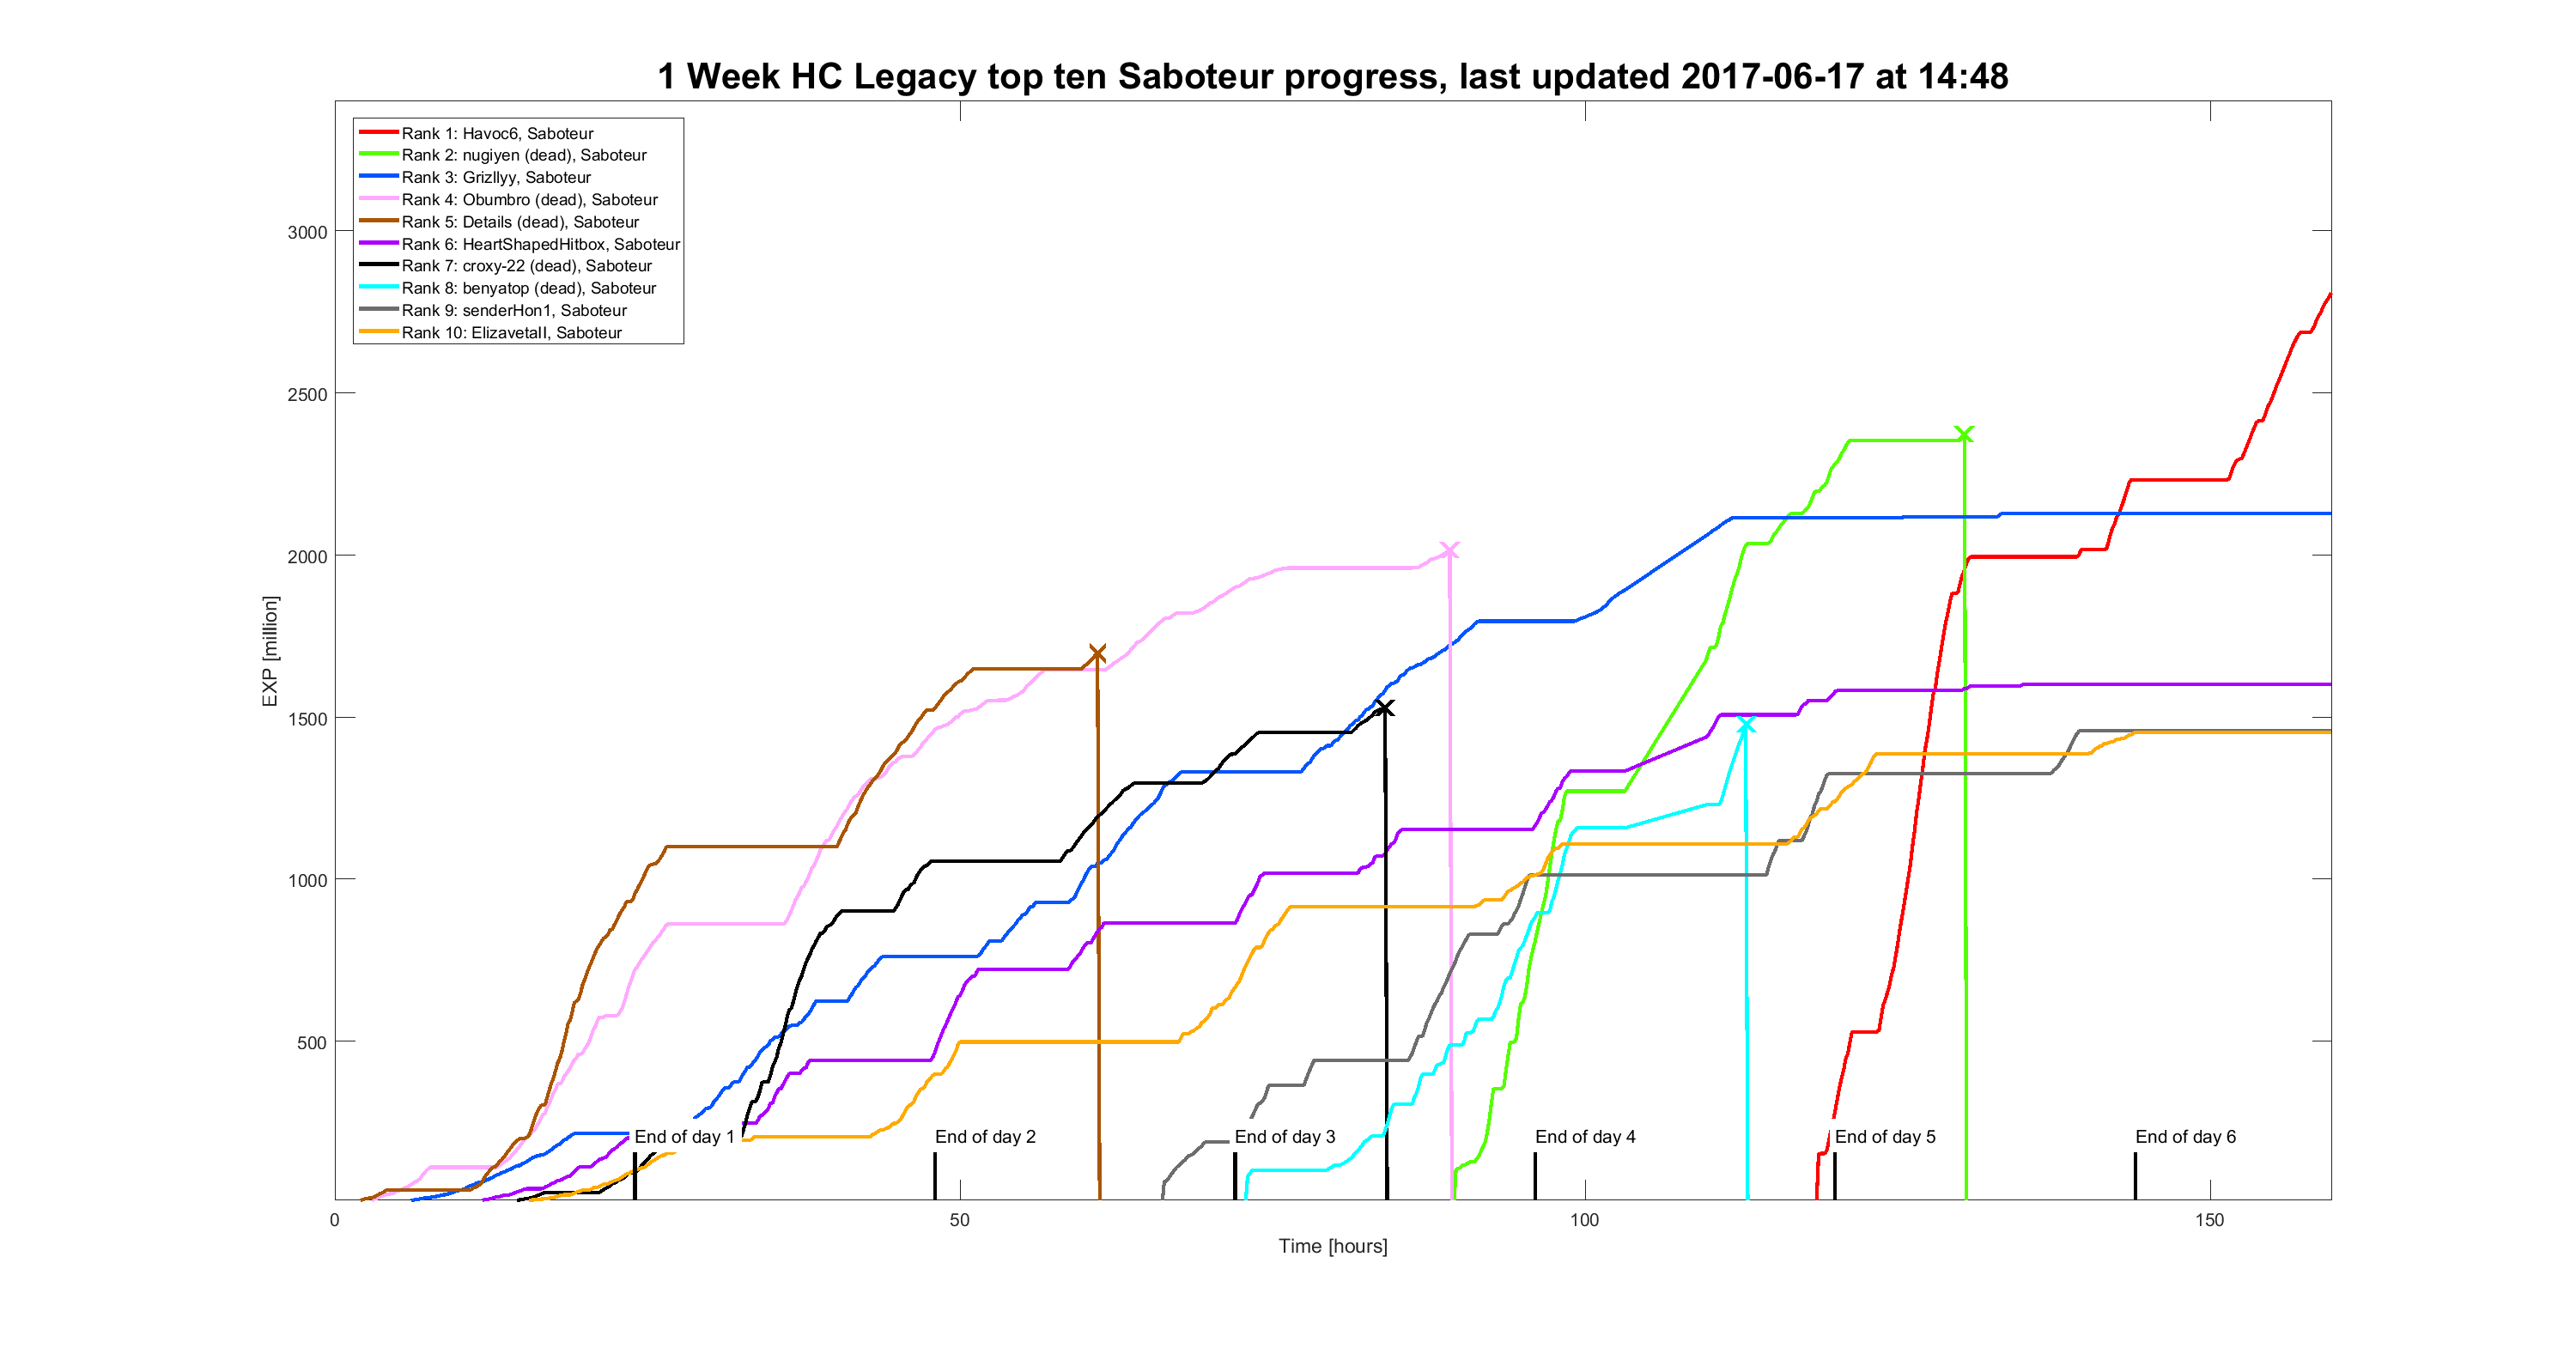 1 Week HC Legacy top ten Saboteur progress, last updated 2017-06-17 at 14:48
Rank 1: Havoc6, Saboteur
Rank 2: nugiyen (dead), Saboteur
Rank 3: Grizllyy, Saboteur
Rank 4: Obumbro (dead), Saboteur
Rank 5: Details (dead), Saboteur
Rank 6: HeartShapedHitbox, Saboteur
Rank 7: croxy-22 (dead), Saboteur
Rank 8: benyatop (dead), Saboteur
Rank 9: senderHon1, Saboteur
Rank 10: ElizavetaII, Saboteur
3000
2500
2000
1500
1000
500
EXP [million]
End of day 1
End of day 2
End of day 3
End of day 4
End of day 5
End of day 6
0
50
100
150
Time [hours]